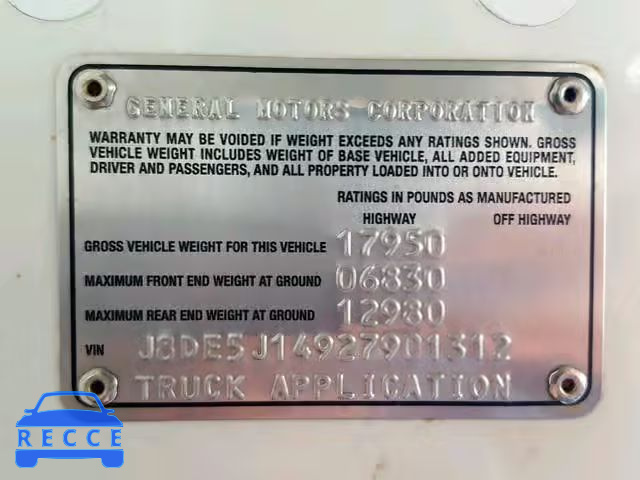 GENERAL MOTORS CORPORATION
WARRANTY MAY BE VOIDED IF WEIGHT EXCEEDS ANY RATINGS SHOWN. GROSS
VEHICLE WEIGHT INCLUDES WEIGHT OF BASE VEHICLE, ALL ADDED EQUIPMENT,
DRIVER AND PASSENGERS, AND ALL PROPERTY LOADED INTO OR ONTO VEHICLE.
RATINGS IN POUNDS AS MANUFACTURED
HIGHWAY OFF HIGHWAY
GROSS VEHICLE WEIGHT FOR THIS VEHICLE 17950
MAXIMUM FRONT END WEIGHT AT GROUND 06830
MAXIMUM REAR END WEIGHT AT GROUND 12980
VIN J8DE5J14927901312
TRUCK APPLICATION
RECCE